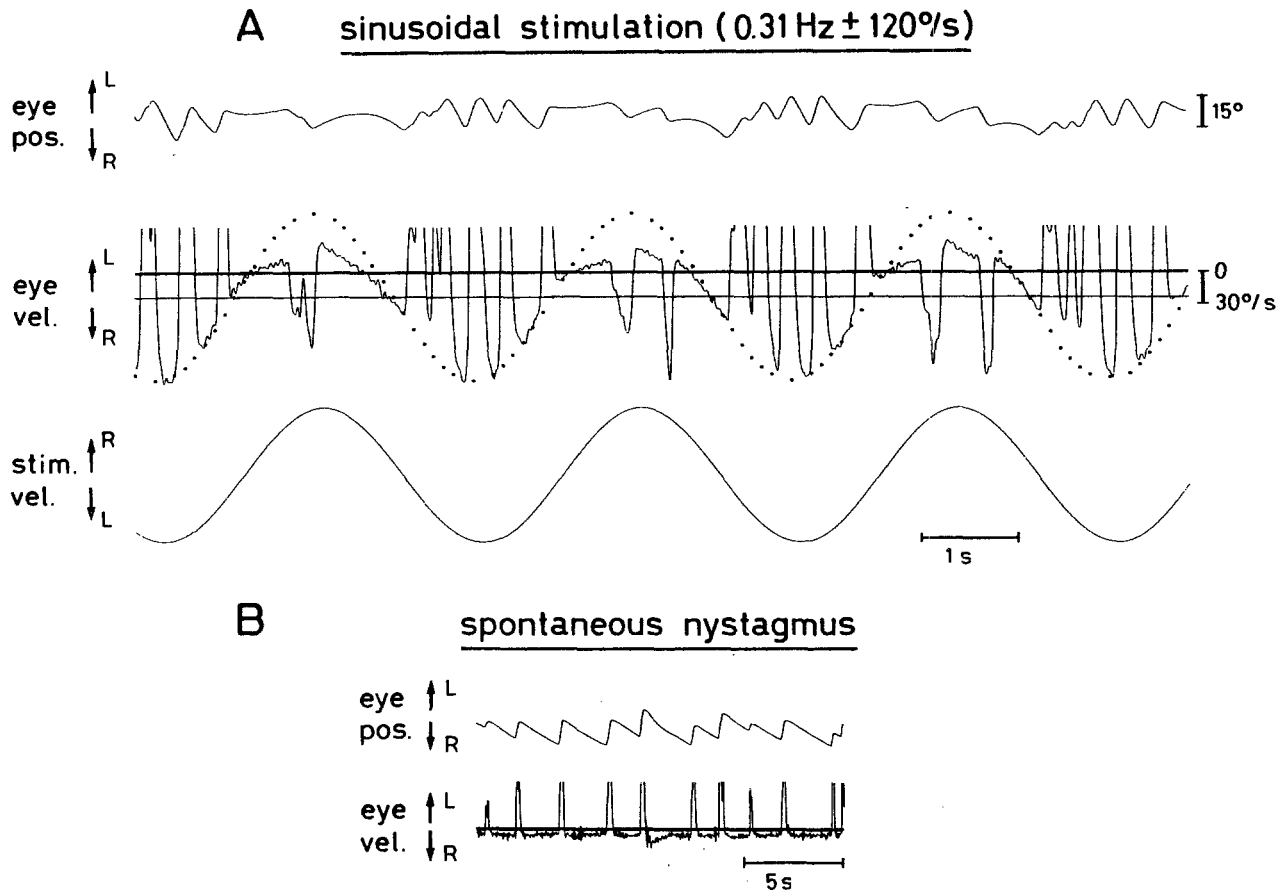 A sinusoidal stimulation (0.31 Hz ± 120°/s)
L
eye
pos.
R
15°
L
eye
vel.
R
0
30°/s
R
stim.
vel.
L
1 s
B spontaneous nystagmus
L
eye
pos.
R
L
eye
vel.
R
5 s